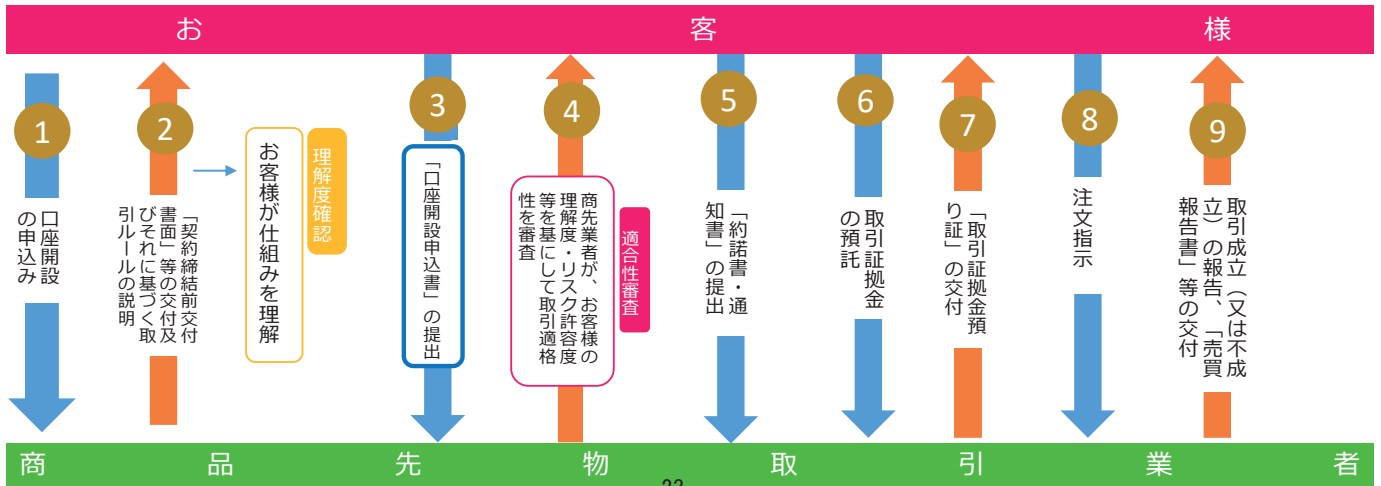 お客様
1
口座開設
の申込み
2
「契約締結前交付
書面」等の交付及
びそれに基づく取
引ルールの説明
理解度確認
お客様が仕組みを理解
3
「口座開設申込書」の提出
4
適合性審査
商先業者が、お客様の
理解度・リスク許容度
等を基にして取引適格
性を審査
5
「約諾書・通
知書」の提出
6
取引証拠金
の預託
7
「取引証拠金預
り証」の交付
8
注文指示
9
取引成立（又は不成
立）の報告、「売買
報告書」等の交付
商品先物取引業者